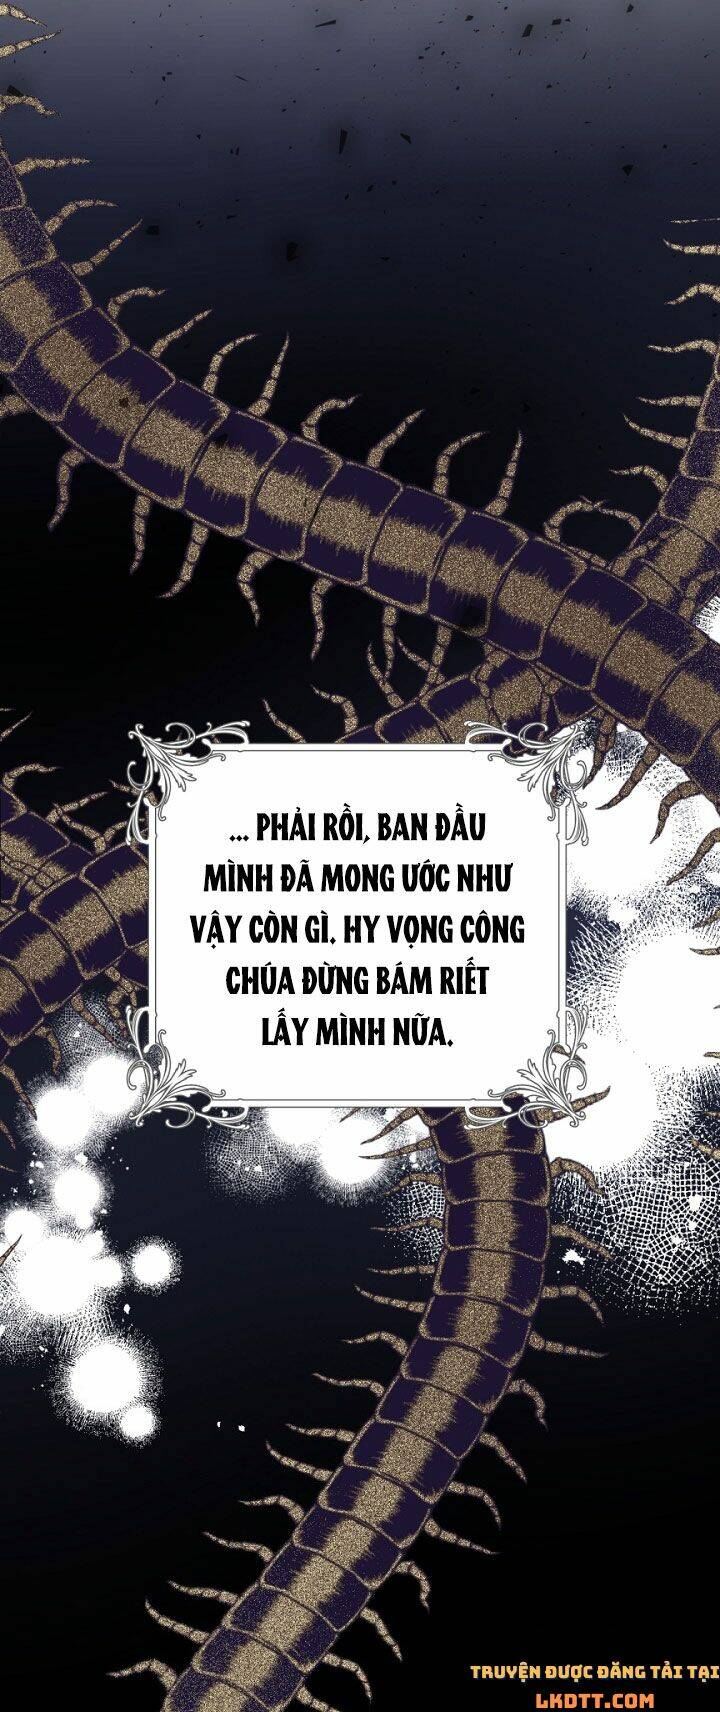 ... PHẢI RỒI, BAN ĐẦU
MÌNH ĐÃ MONG ƯỚC NHƯ
VẬY CÒN GÌ. HY VỌNG CÔNG
CHÚA ĐỪNG BÁM RIẾT
LẤY MÌNH NỮA.
TRUYỆN ĐƯỢC ĐĂNG TẢI TẠI
LKDTT.COM